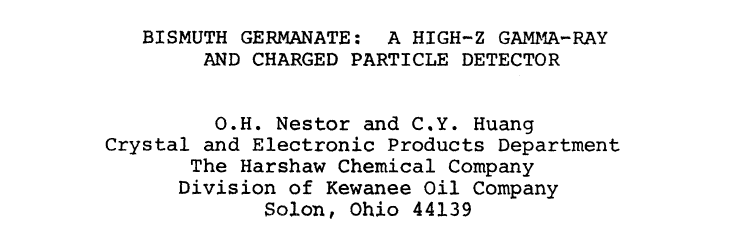 BISMUTH GERMANATE: A HIGH-Z GAMMA-RAY
AND CHARGED PARTICLE DETECTOR
O.H. Nestor and C.Y. Huang
Crystal and Electronic Products Department
The Harshaw Chemical Company
Division of Kewanee Oil Company
Solon, Ohio 44139